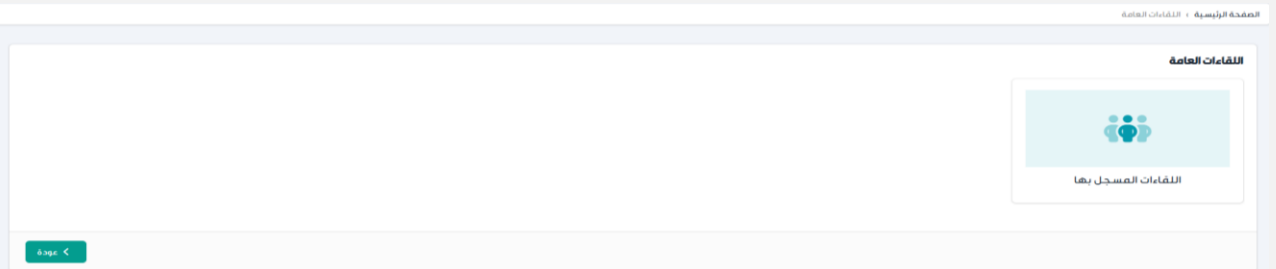 الصفحة الرئيسية › اللقاءات العامة
اللقاءات العامة
اللقاءات المسجل بها
عودة